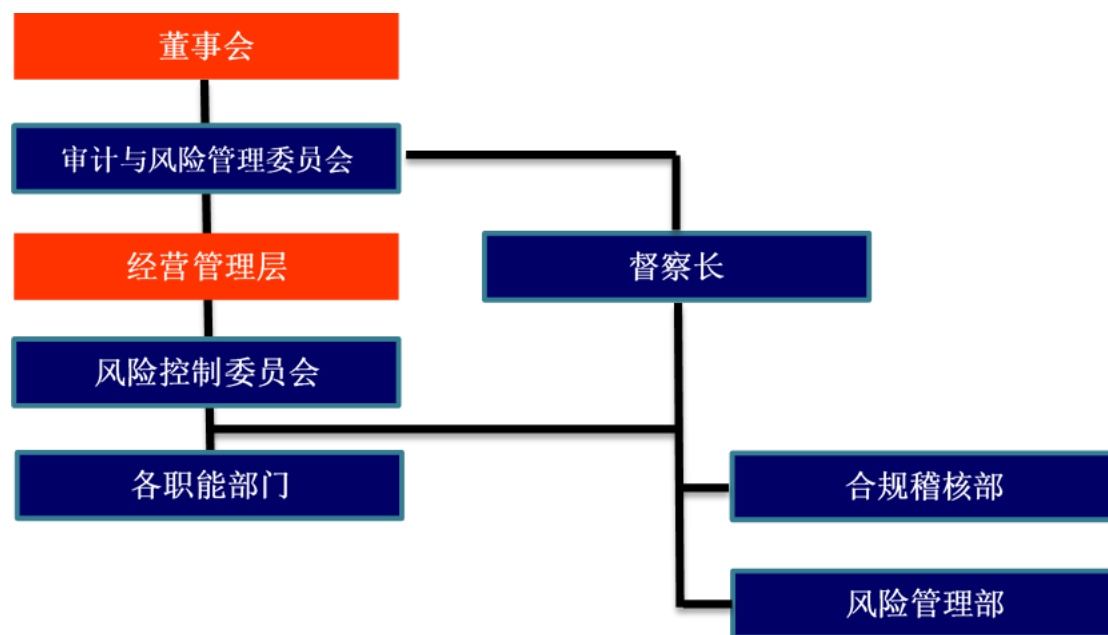 董事会
审计与风险管理委员会
经营管理层
督察长
风险控制委员会
各职能部门
合规稽核部
风险管理部